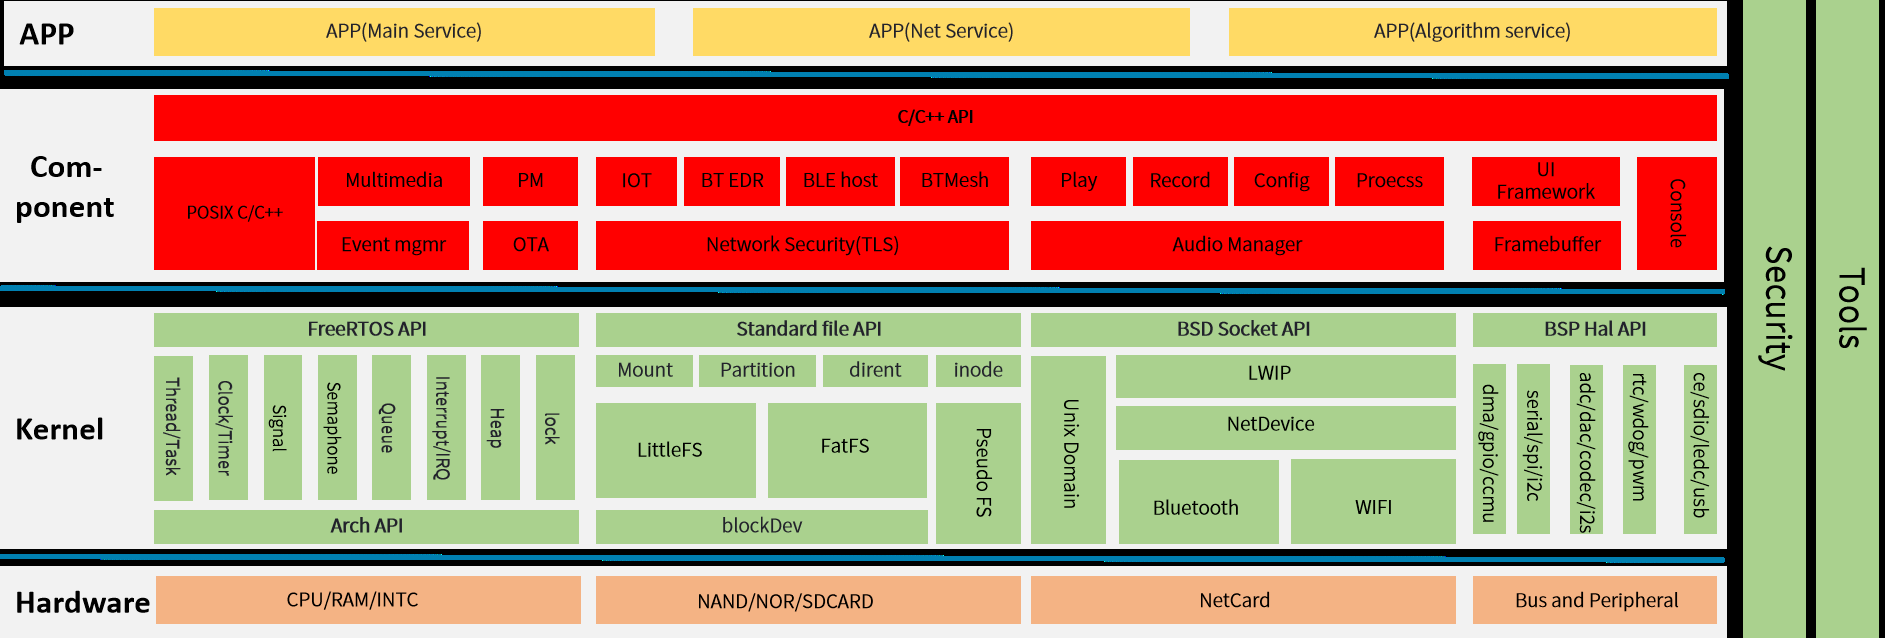 APP
APP(Main Service)
APP(Net Service)
APP(Algorithm service)
Com-
ponent
C/C++ API
POSIX C/C++
Multimedia
PM
IOT
BT EDR
BLE host
BTMesh
Play
Record
Config
Proecss
UI
Framework
Console
Event mgmr
OTA
Network Security(TLS)
Audio Manager
Framebuffer
Kernel
FreeRTOS API
Standard file API
BSD Socket API
BSP Hal API
Thread/Task
Clock/Timer
Signal
Semaphone
Queue
Interrupt/IRQ
Heap
lock
Arch API
Mount
Partition
dirent
inode
LittleFS
FatFS
Pseudo FS
blockDev
Unix Domain
LWIP
NetDevice
Bluetooth
WIFI
dma/gpio/ccmu
serial/spi/i2c
adc/dac/codec/i2s
rtc/wdog/pwm
ce/sdio/ledc/usb
Hardware
CPU/RAM/INTC
NAND/NOR/SDCARD
NetCard
Bus and Peripheral
Security
Tools